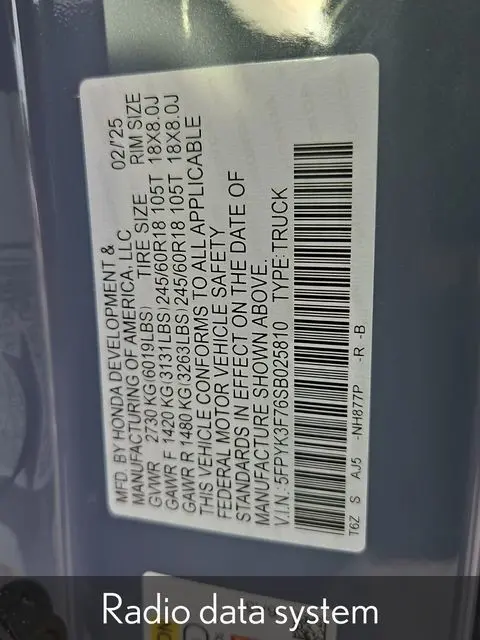 MFD. BY HONDA DEVELOPMENT & 02/'25
MANUFACTURING OF AMERICA, LLC
GVWR 2730 KG(6019LBS) TIRE SIZE RIM SIZE
GAWR F 1420 KG(3131LBS) 245/60R18 105T 18X8.0J
GAWR R 1480 KG(3263LBS) 245/60R18 105T 18X8.0J
THIS VEHICLE CONFORMS TO ALL APPLICABLE
FEDERAL MOTOR VEHICLE SAFETY
STANDARDS IN EFFECT ON THE DATE OF
MANUFACTURE SHOWN ABOVE.
V.I.N.: 5FPYK3F76SB025810 TYPE: TRUCK
T6Z S AJ5 -NH877P -R -B
Radio data system